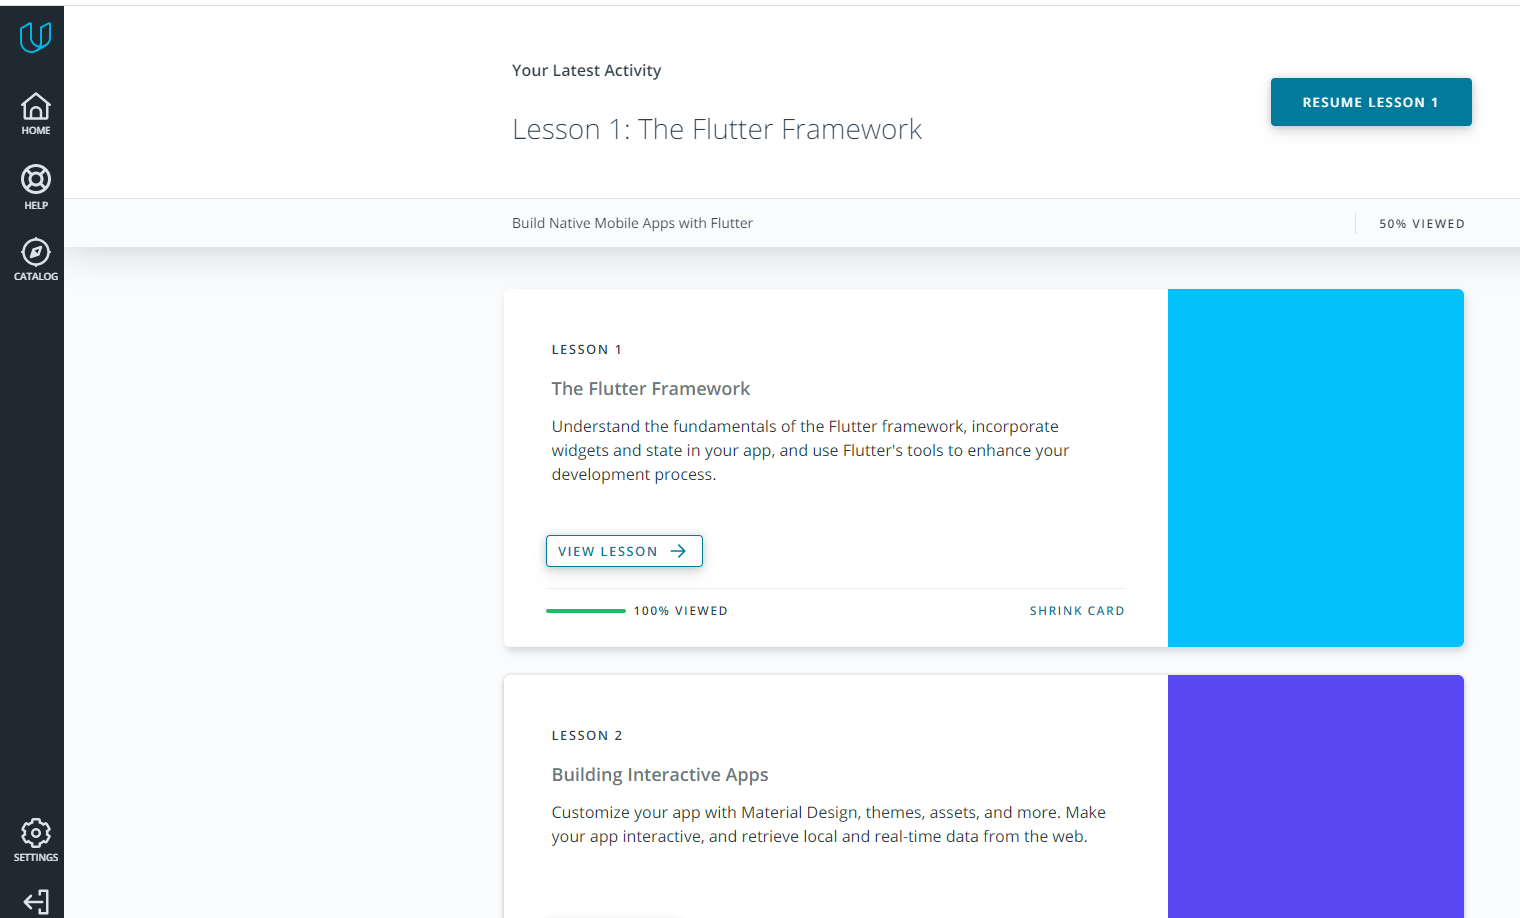 HOME
HELP
CATALOG
SETTINGS
Your Latest Activity
Lesson 1: The Flutter Framework
RESUME LESSON 1
Build Native Mobile Apps with Flutter
50% VIEWED
LESSON 1
The Flutter Framework
Understand the fundamentals of the Flutter framework, incorporate
widgets and state in your app, and use Flutter's tools to enhance your
development process.
VIEW LESSON
100% VIEWED
SHRINK CARD
LESSON 2
Building Interactive Apps
Customize your app with Material Design, themes, assets, and more. Make
your app interactive, and retrieve local and real-time data from the web.